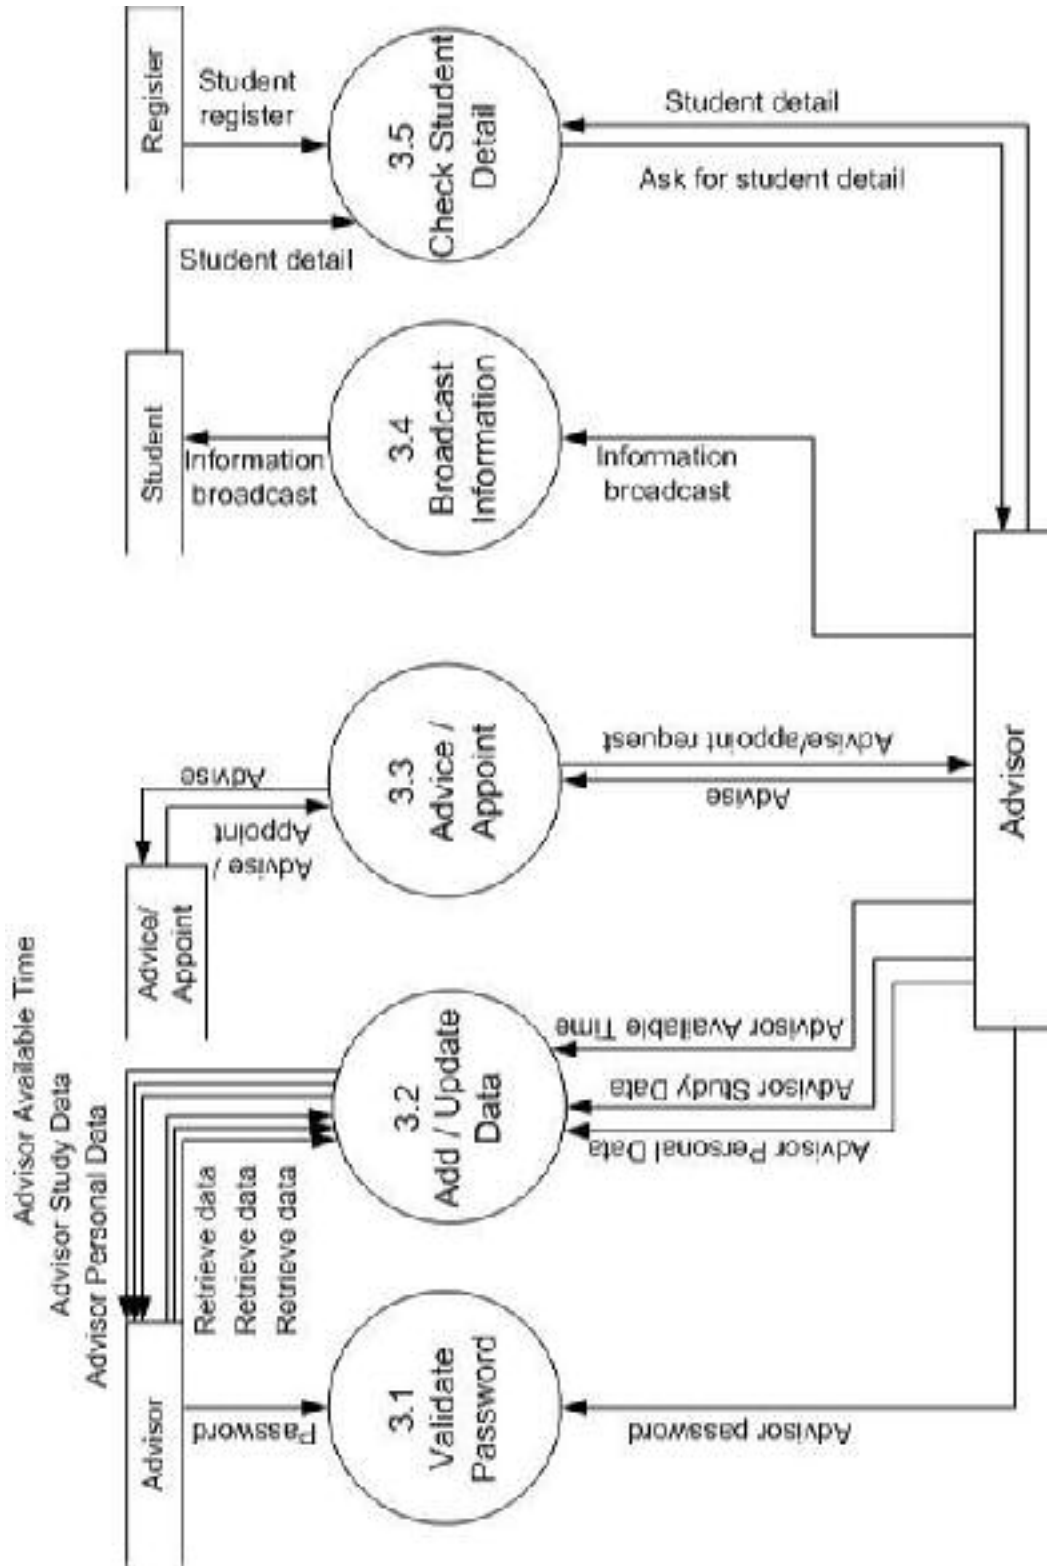 Register
Student
register
3.5
Check Student
Detail
Student detail
Ask for student detail
Student detail
Student
Information
broadcast
3.4
Broadcast
Information
Information
broadcast
Advise
Advise /
Appoint
Advice/
Appoint
3.3
Advice /
Appoint
Advise/appoint request
Advise
Advisor
Advisor Available Time
Advisor Study Data
Advisor Personal Data
Retrieve data
Retrieve data
Retrieve data
3.2
Add / Update
Data
Advisor Available Time
Advisor Study Data
Advisor Personal Data
Advisor
Password
3.1
Validate
Password
Advisor password